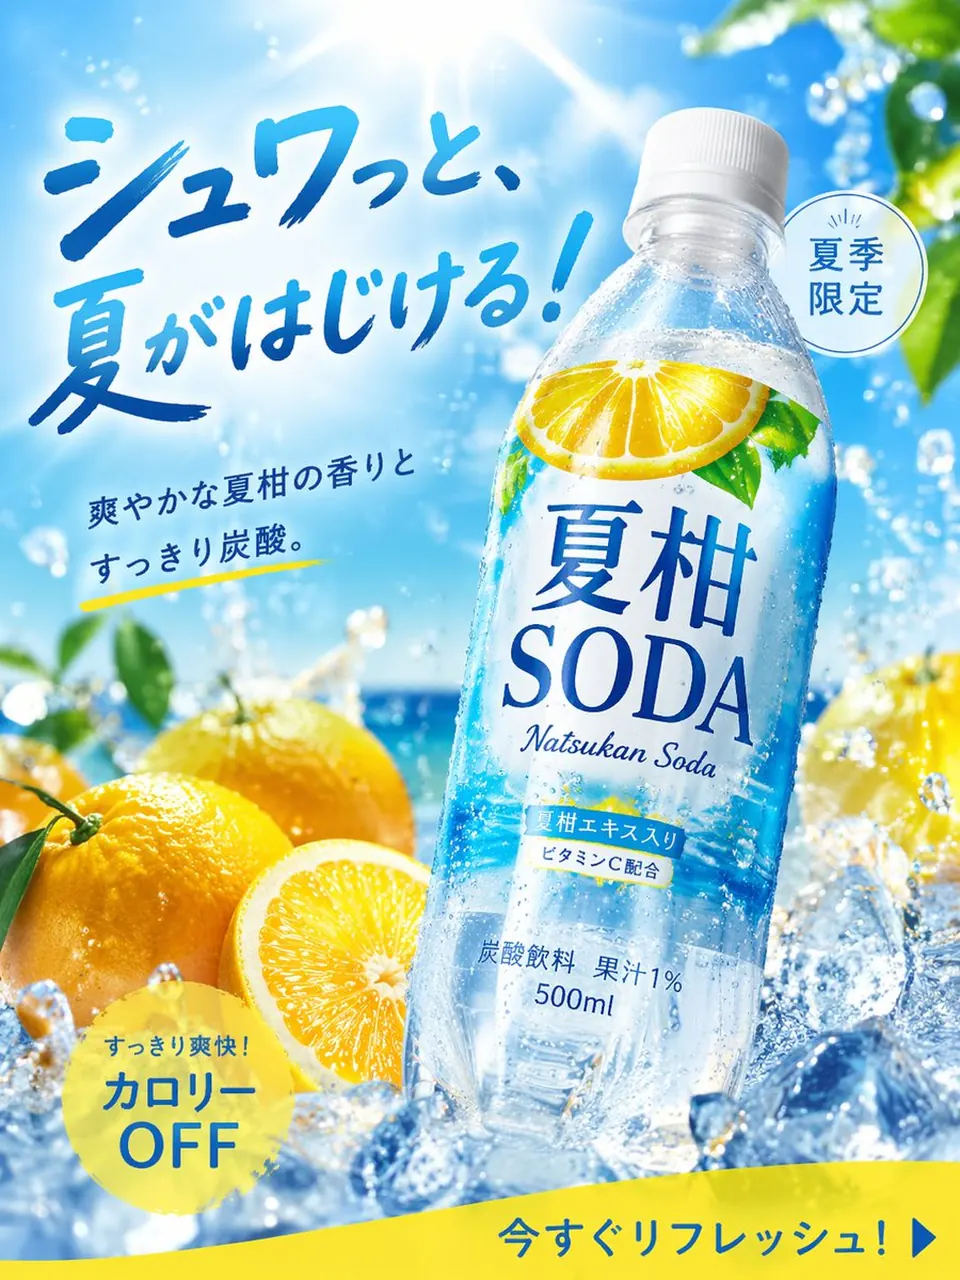 シュワっと、
夏がはじける!
夏季
限定
爽やかな夏柑の香りと
すっきり炭酸。
夏柑
SODA
Natsukan Soda
夏柑エキス入り
ビタミンC配合
炭酸飲料 果汁1%
500ml
すっきり爽快!
カロリー
OFF
今すぐリフレッシュ!